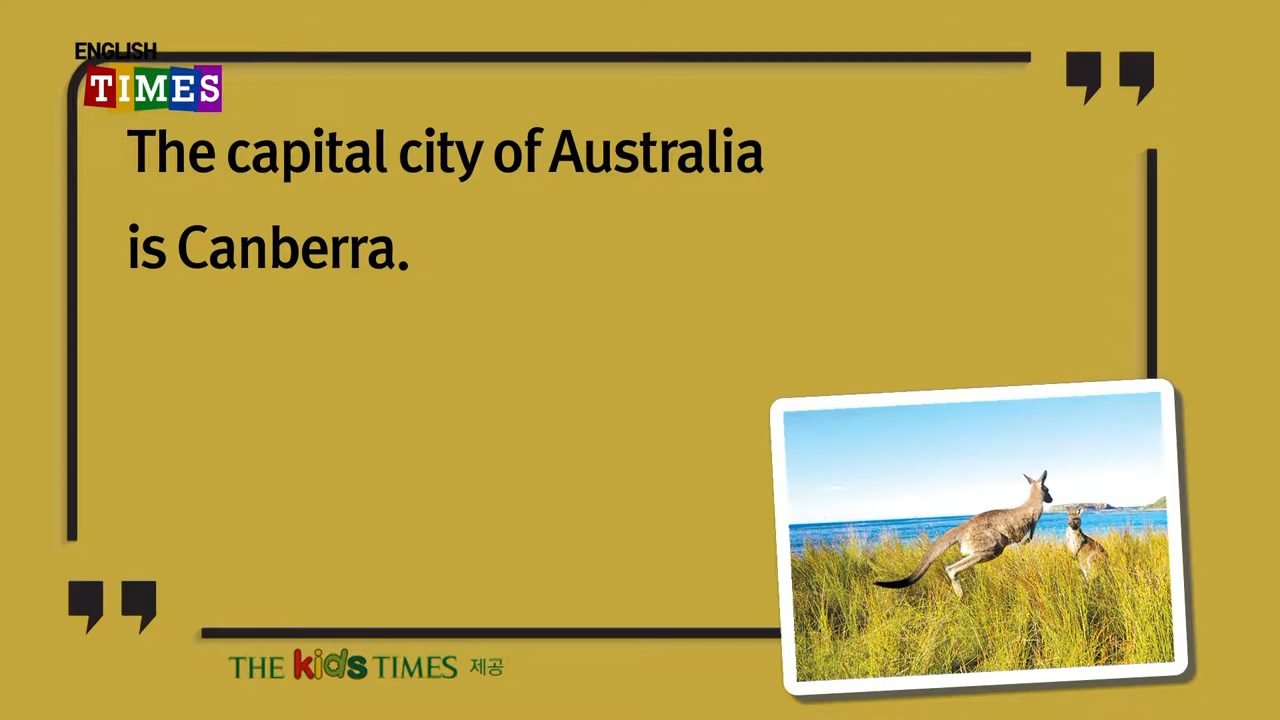 ENGLISH
TIMES
The capital city of Australia
is Canberra.
THE kids TIMES 제공